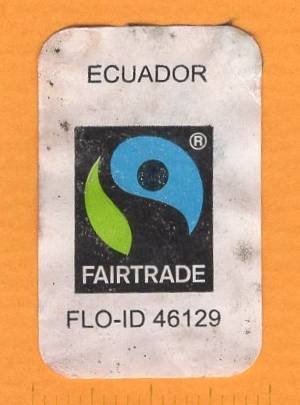 ECUADOR
®
FAIRTRADE
FLO-ID 46129